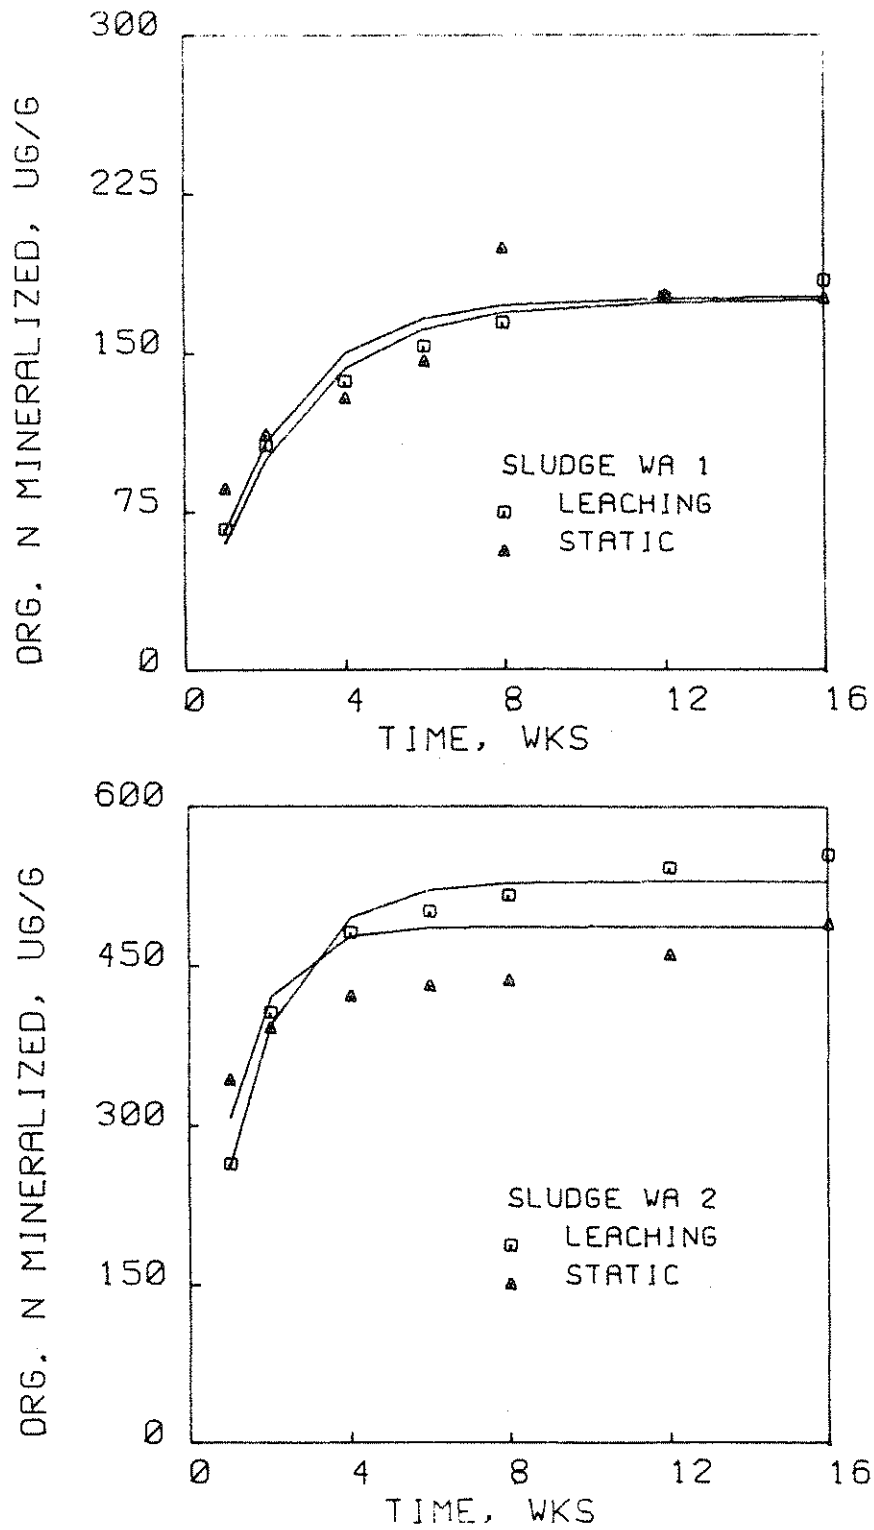 300
225
150
75
0
ORG. N MINERALIZED, UG/G
SLUDGE WA 1
LEACHING
STATIC
0 4 8 12 16
TIME, WKS
600
450
300
150
0
ORG. N MINERALIZED, UG/G
SLUDGE WA 2
LEACHING
STATIC
0 4 8 12 16
TIME, WKS